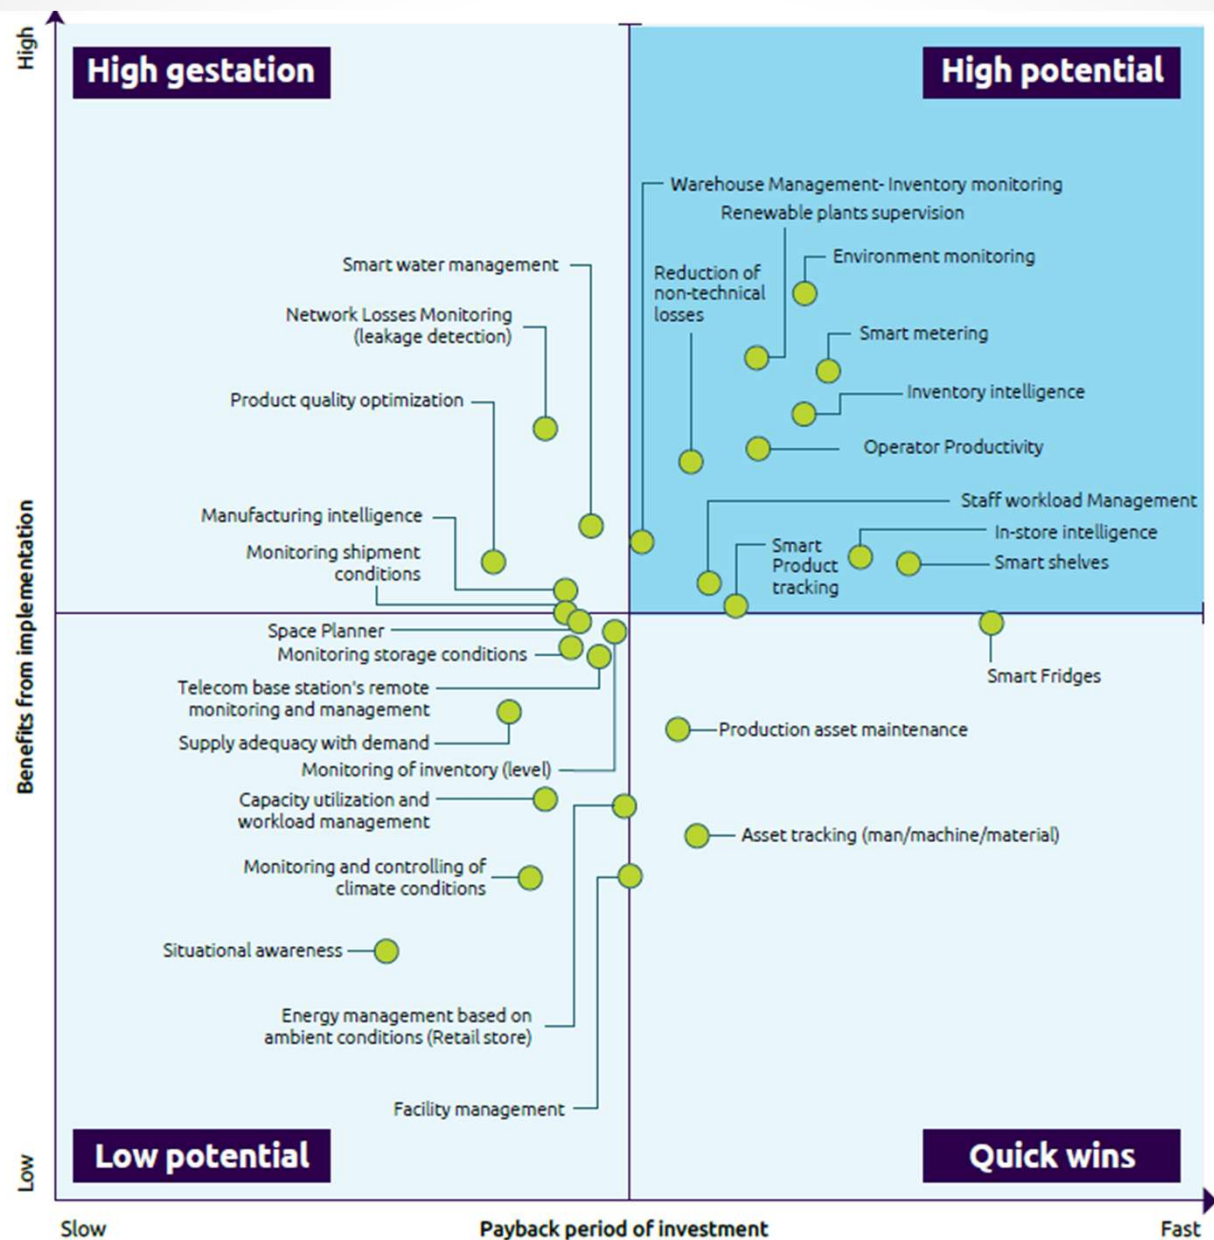 High
High gestation
High potential
Warehouse Management- Inventory monitoring
Renewable plants supervision
Smart water management
Environment monitoring
Reduction of
non-technical
losses
Network Losses Monitoring
(leakage detection)
Smart metering
Product quality optimization
Inventory intelligence
Operator Productivity
Staff workload Management
Manufacturing intelligence
In-store intelligence
Monitoring shipment
conditions
Smart
Product
tracking
Smart shelves
Benefits from implementation
Space Planner
Monitoring storage conditions
Smart Fridges
Telecom base station's remote
monitoring and management
Production asset maintenance
Supply adequacy with demand
Monitoring of inventory (level)
Capacity utilization and
workload management
Asset tracking (man/machine/material)
Monitoring and controlling of
climate conditions
Situational awareness
Energy management based on
ambient conditions (Retail store)
Facility management
Low potential
Quick wins
Low
Slow
Payback period of investment
Fast